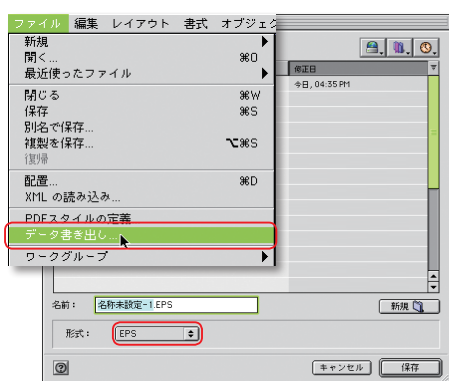 ファイル 編集 レイアウト 書式 オブジェク
新規
開く... ⌘O
最近使ったファイル
閉じる ⌘W
保存 ⌘S
別名で保存...
複製を保存... ⌥⌘S
復帰
配置... ⌘D
XML の読み込み...
PDFスタイルの定義
データ書き出し...
ワークグループ
修正日
今日, 04:35 PM
名前： 名称未設定-1.EPS
新規
形式： EPS
?
キャンセル 保存